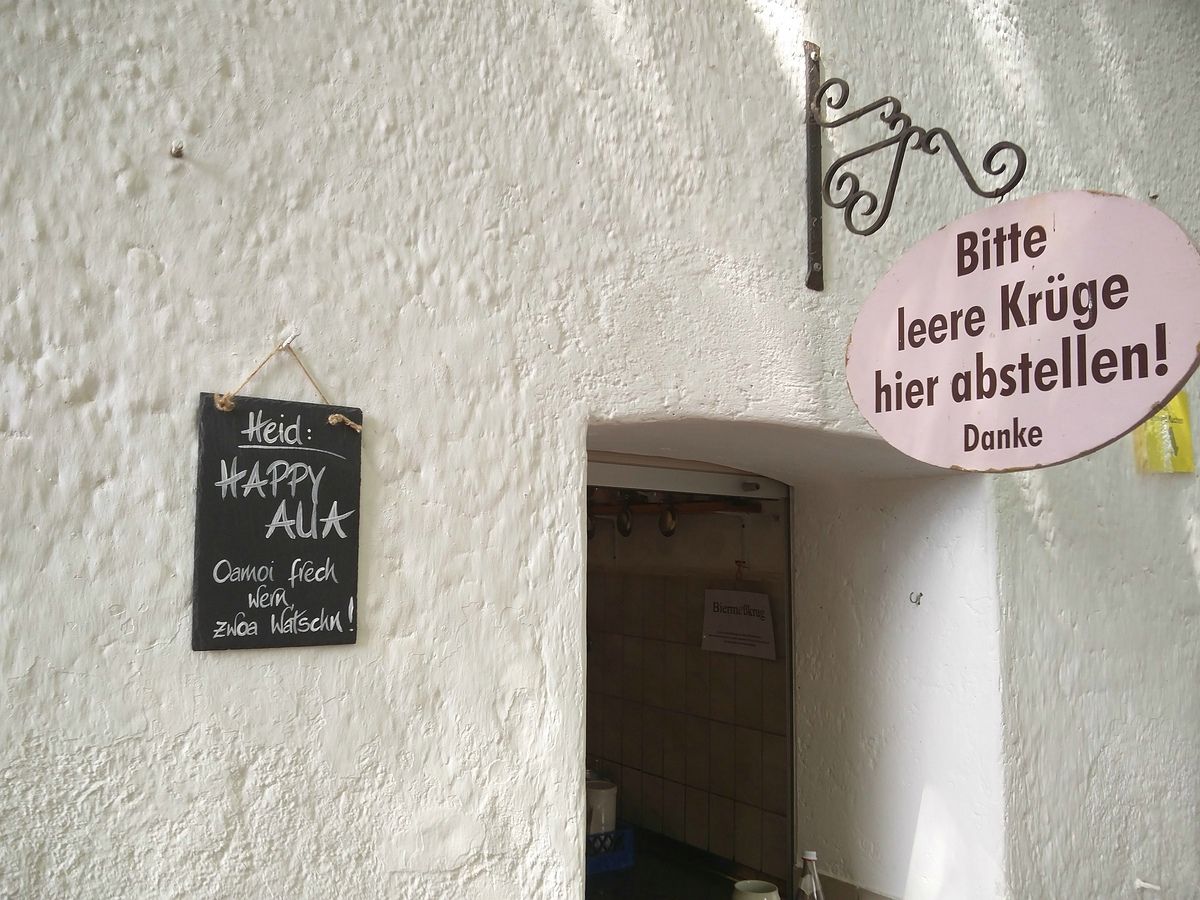 Heid:
HAPPY
AUA
Oamoi frech
wern
zwoa Watschn!
Bitte
leere Krüge
hier abstellen!
Danke
Biermeßkrug